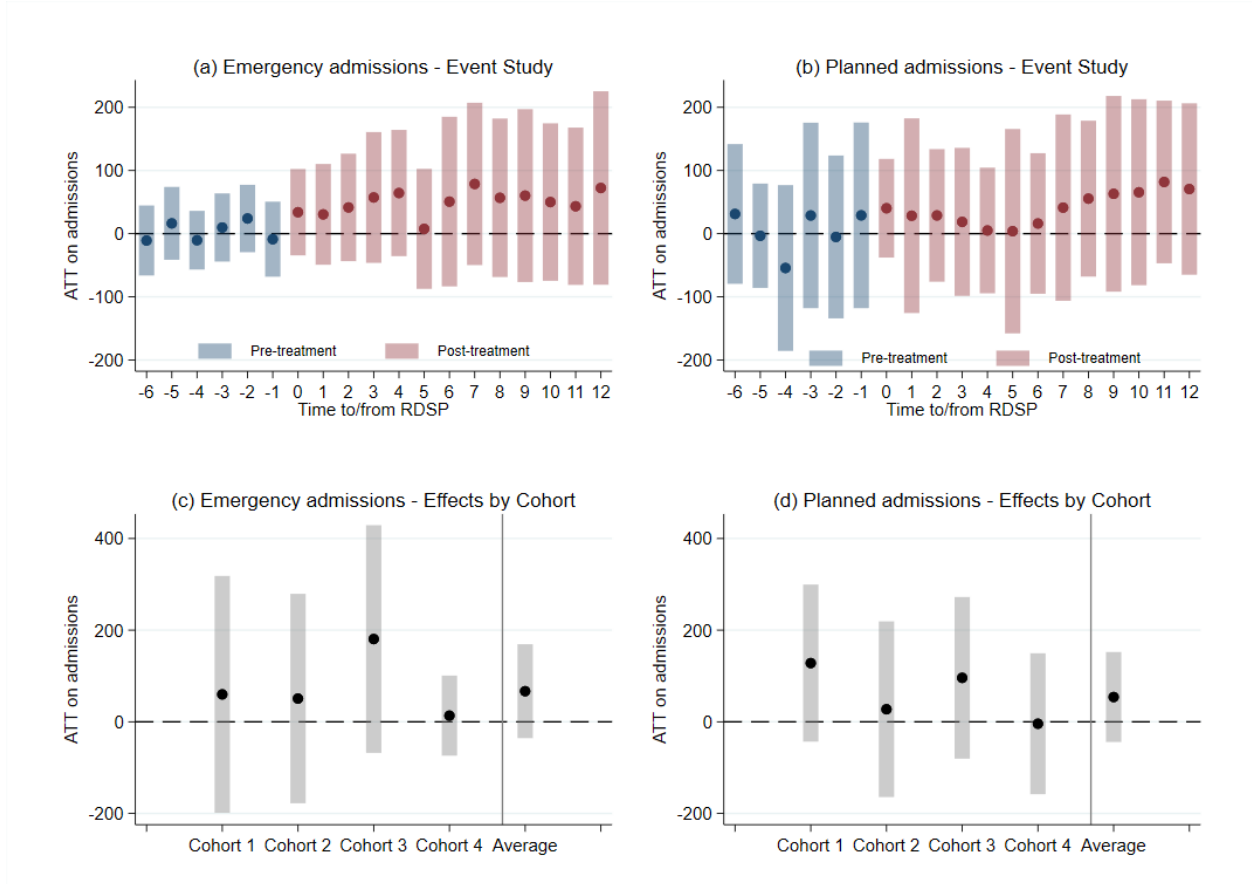 (a) Emergency admissions - Event Study
ATT on admissions
200
100
0
-100
-200
Pre-treatment Post-treatment
-6 -5 -4 -3 -2 -1 0 1 2 3 4 5 6 7 8 9 10 11 12
Time to/from RDSP
(b) Planned admissions - Event Study
ATT on admissions
200
100
0
-100
-200
Pre-treatment Post-treatment
-6 -5 -4 -3 -2 -1 0 1 2 3 4 5 6 7 8 9 10 11 12
Time to/from RDSP
(c) Emergency admissions - Effects by Cohort
ATT on admissions
400
200
0
-200
Cohort 1 Cohort 2 Cohort 3 Cohort 4 Average
(d) Planned admissions - Effects by Cohort
ATT on admissions
400
200
0
-200
Cohort 1 Cohort 2 Cohort 3 Cohort 4 Average